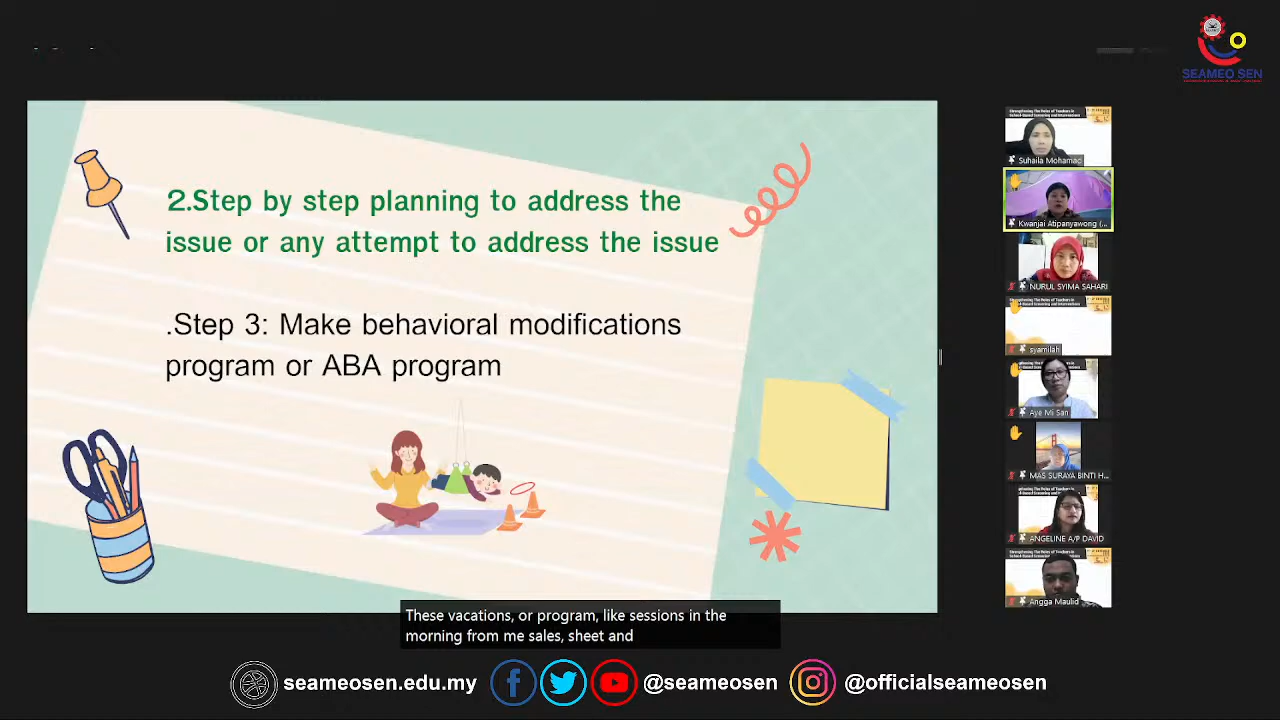 SEAMEO SEN
2.Step by step planning to address the
issue or any attempt to address the issue
.Step 3: Make behavioral modifications
program or ABA program
Suhaila Mohamad
Kwanjai Atipanyawong (...
NURUL SYIMA SAHARI
syamilah
Aye Mi San
MAS SURAYA BINTI H...
ANGELINE A/P DAVID
Angga Maulid
These vacations, or program, like sessions in the
morning from me sales, sheet and
seameosen.edu.my
@seameosen
@officialseameosen